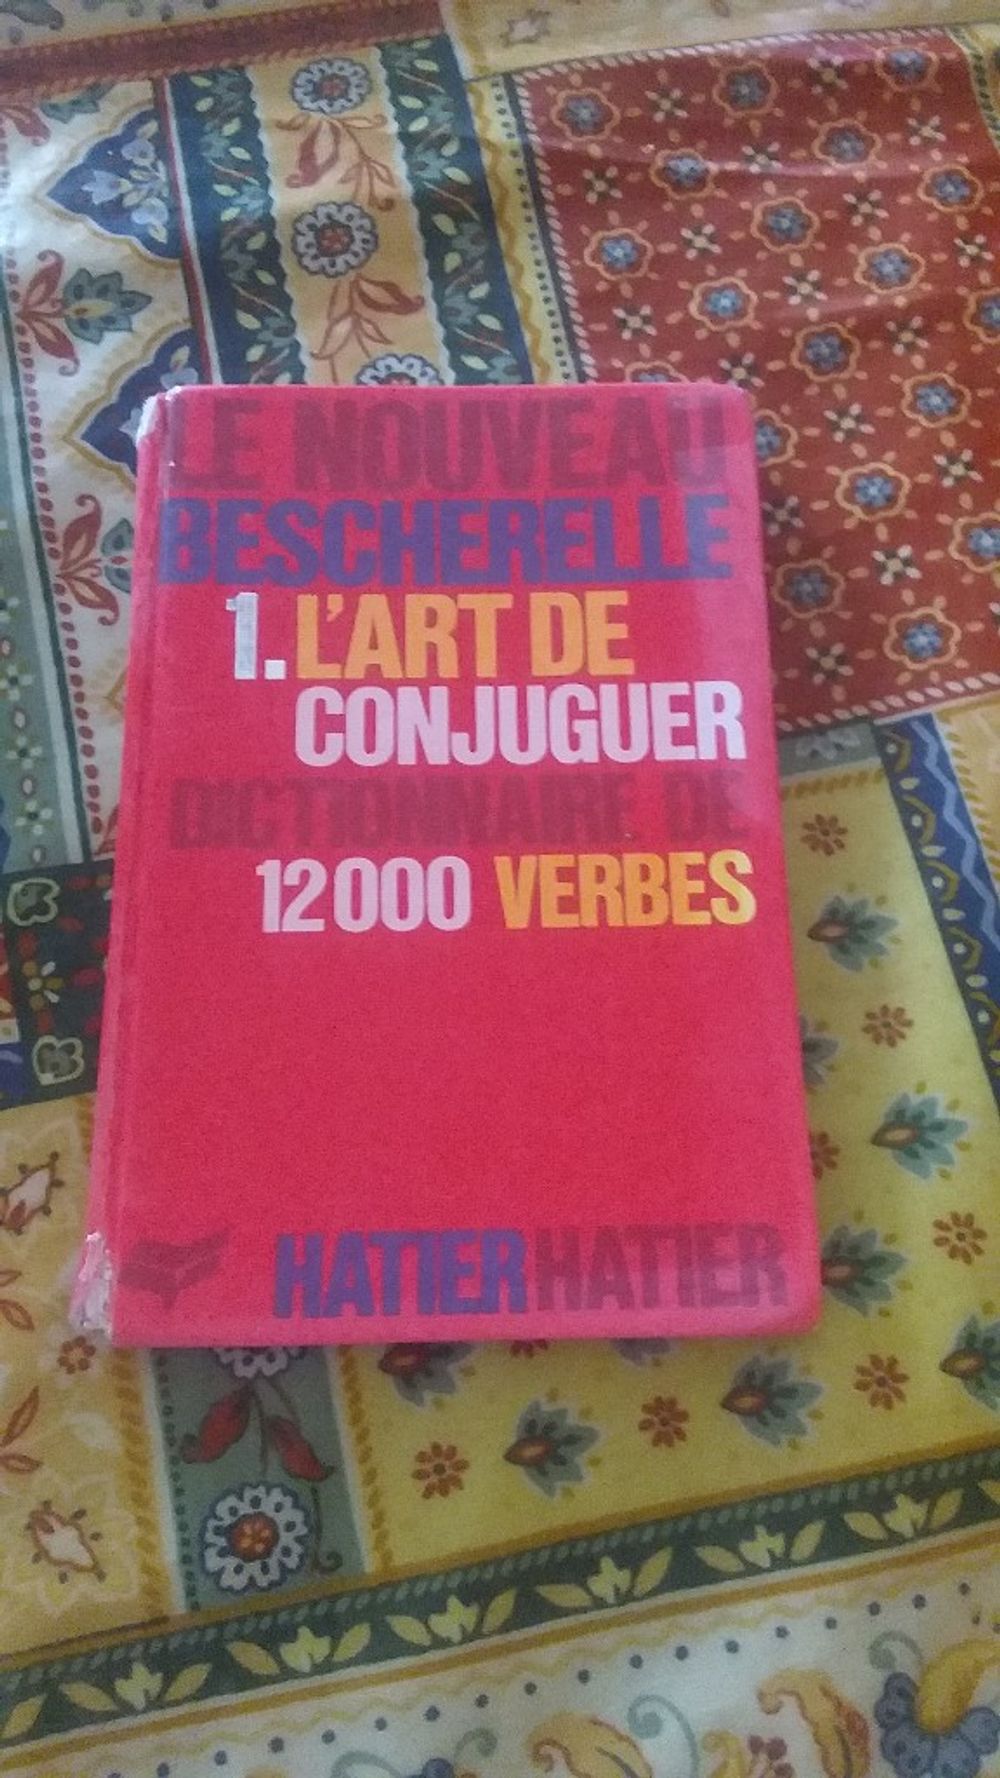 LE NOUVEAU
BESCHERELLE
1. L'ART DE
CONJUGUER
DICTIONNAIRE DE
12000 VERBES
HATIER HATIER